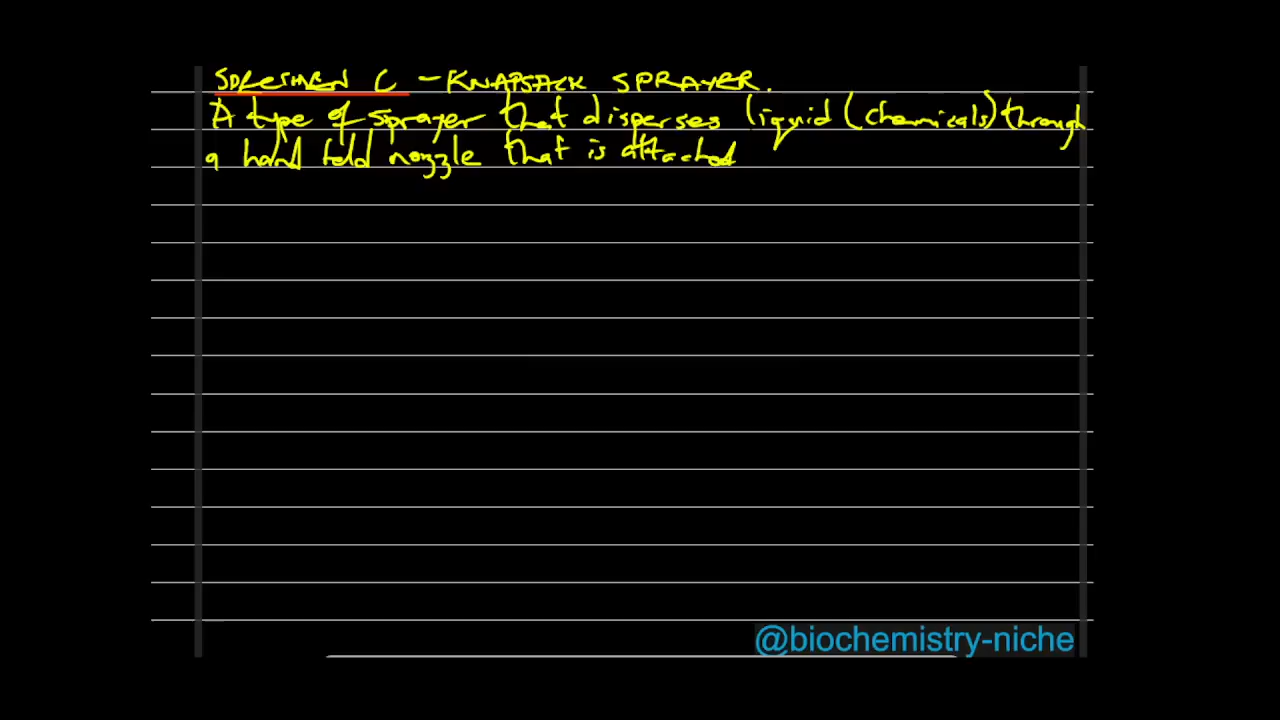 SPECIMEN C - KNAPSACK SPRAYER.
A type of sprayer that disperses liquid (chemicals) through
a hand held nozzle that is attached
@biochemistry-niche